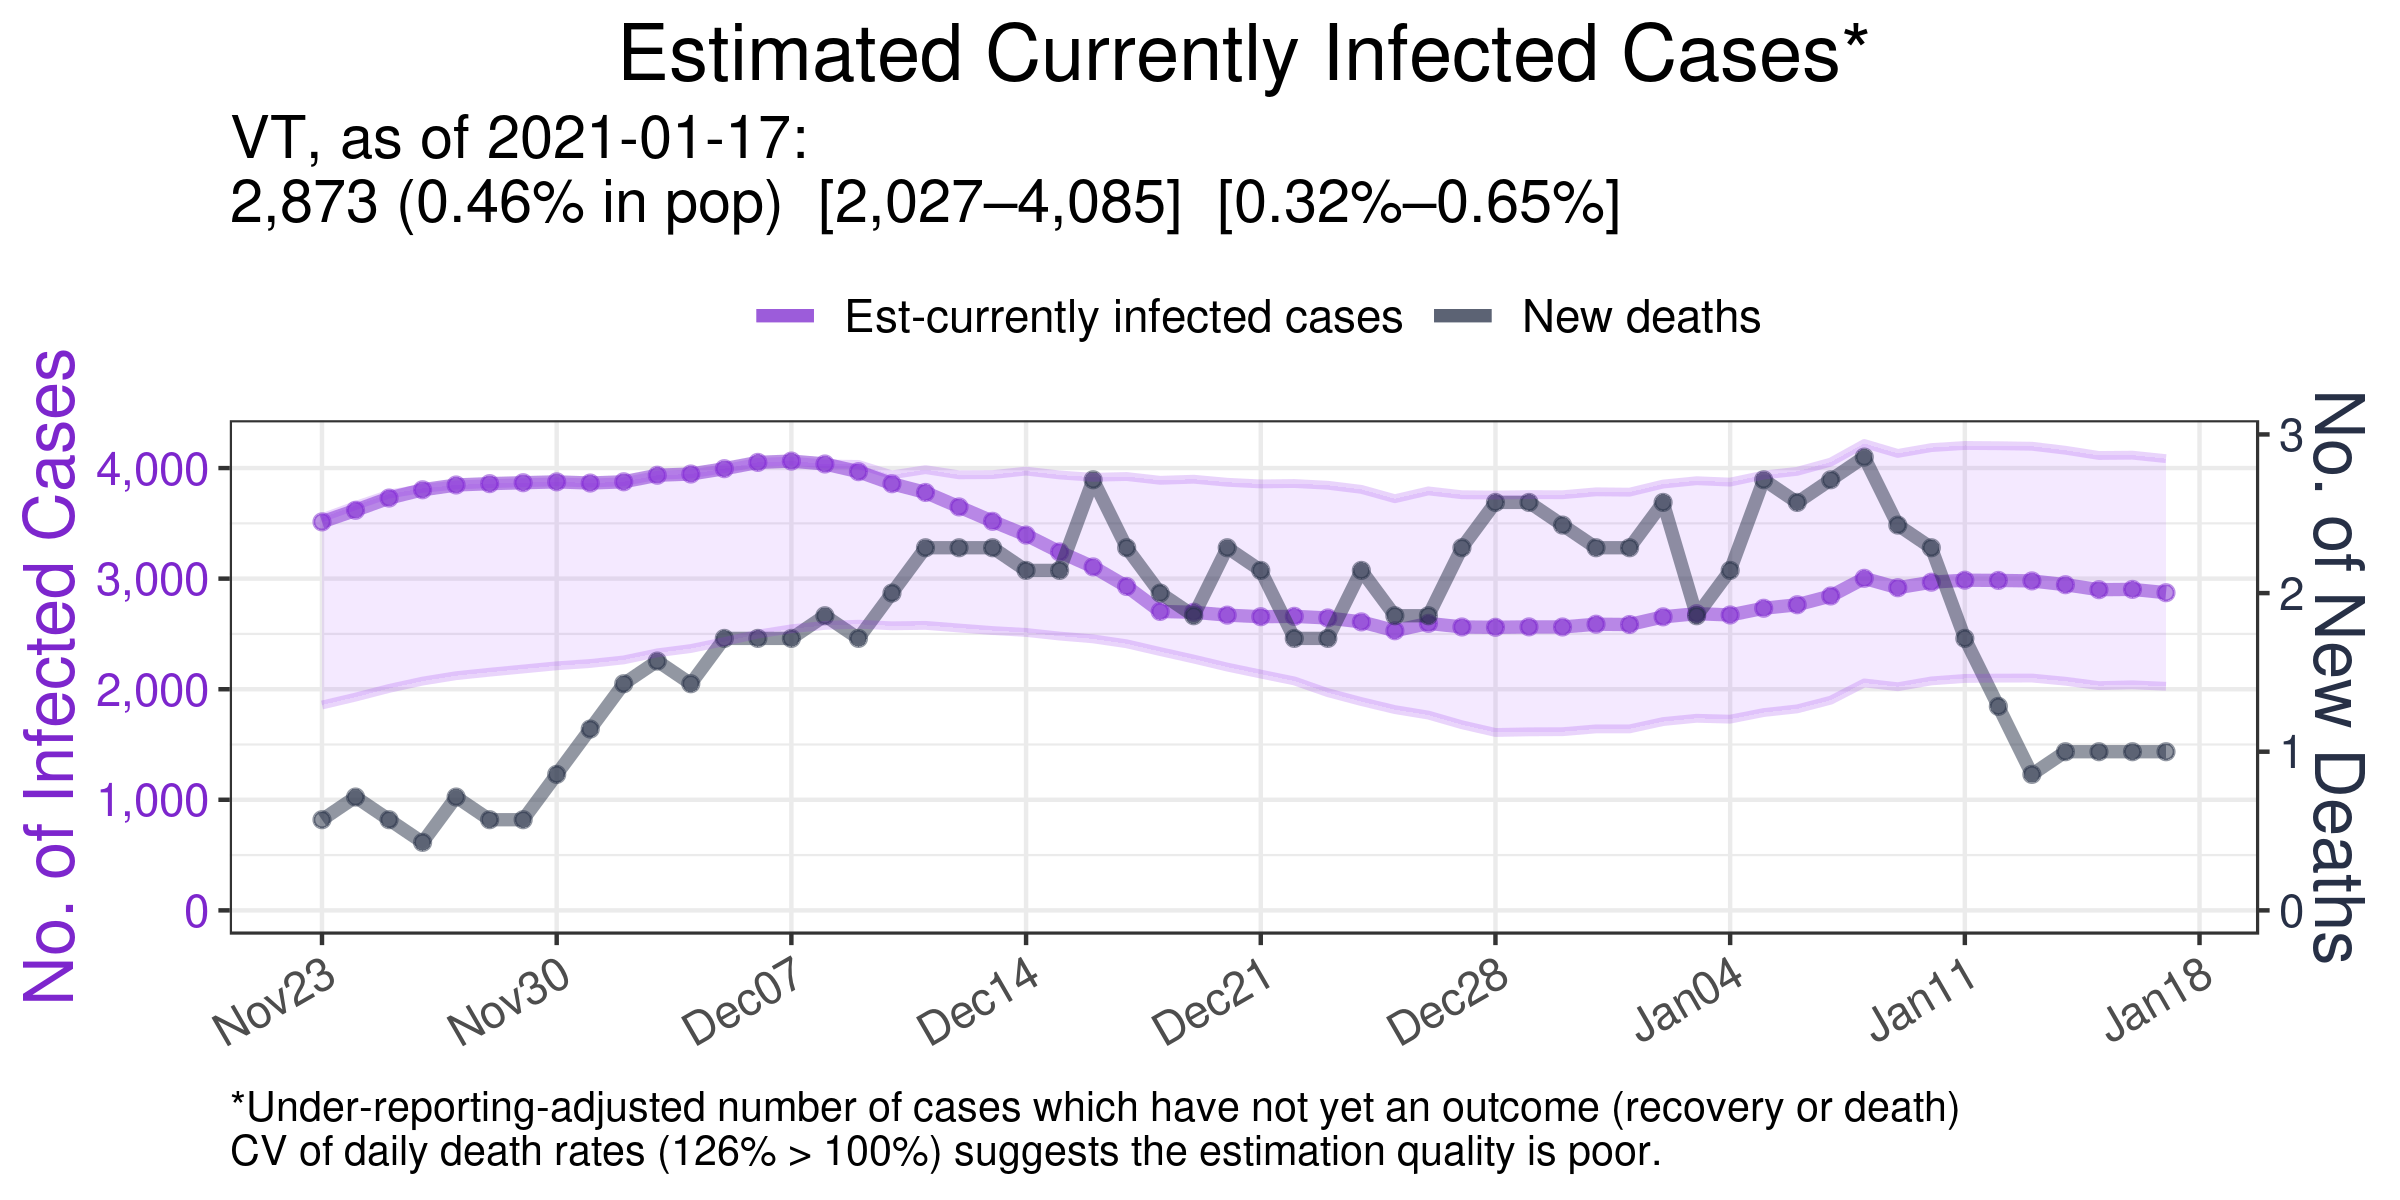 Estimated Currently Infected Cases*
VT, as of 2021-01-17:
2,873 (0.46% in pop)  [2,027–4,085]  [0.32%–0.65%]
Est-currently infected cases
New deaths
No. of Infected Cases
4,000
3,000
2,000
1,000
0
3
2
1
0
No. of New Deaths
Nov23
Nov30
Dec07
Dec14
Dec21
Dec28
Jan04
Jan11
Jan18
*Under-reporting-adjusted number of cases which have not yet an outcome (recovery or death)
CV of daily death rates (126% > 100%) suggests the estimation quality is poor.